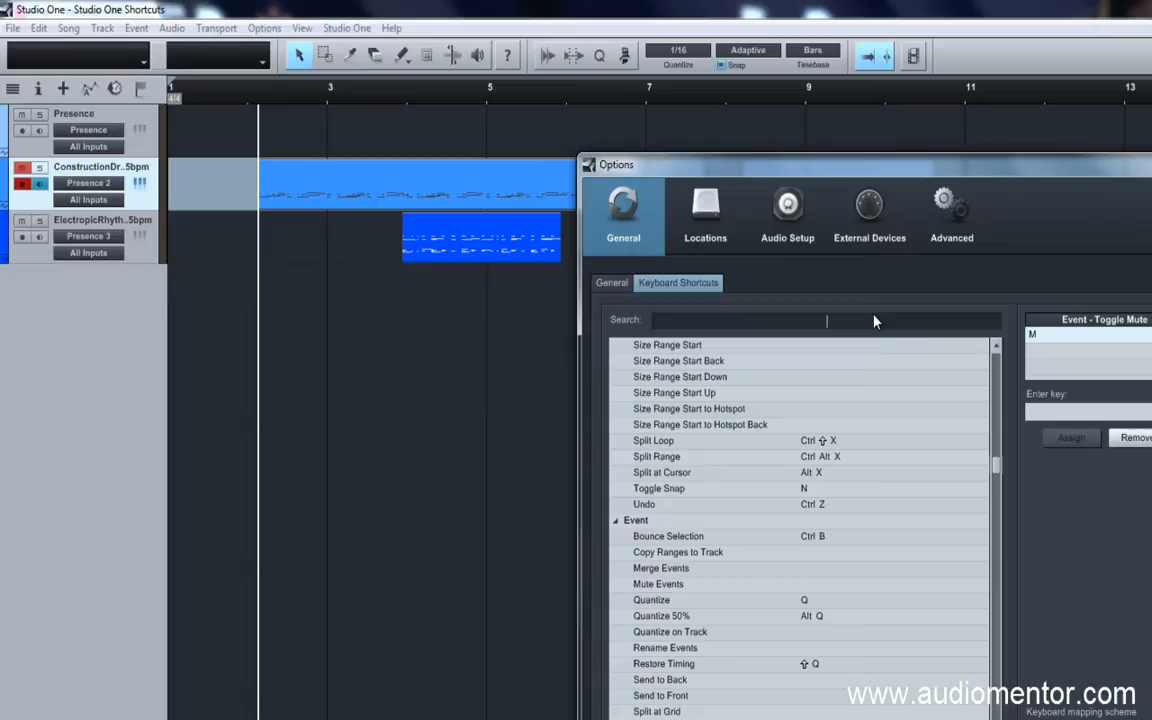 Studio One - Studio One Shortcuts
File Edit Song Track Event Audio Transport Options View Studio One Help
? Q 1/16 Quantize Adaptive Snap Bars Timebase
1 3 5 7 9 11 13
4/4
M S Presence
Presence
All Inputs
M S ConstructionDr..5bpm
Presence 2
All Inputs
M S ElectropicRhyth..5bpm
Presence 3
All Inputs
Options
General Locations Audio Setup External Devices Advanced
General Keyboard Shortcuts
Search:
Event - Toggle Mute
M
Enter key:
Assign Remove
Size Range Start
Size Range Start Back
Size Range Start Down
Size Range Start Up
Size Range Start to Hotspot
Size Range Start to Hotspot Back
Split Loop Ctrl ⇧ X
Split Range Ctrl Alt X
Split at Cursor Alt X
Toggle Snap N
Undo Ctrl Z
Event
Bounce Selection Ctrl B
Copy Ranges to Track
Merge Events
Mute Events
Quantize Q
Quantize 50% Alt Q
Quantize on Track
Rename Events
Restore Timing ⇧ Q
Send to Back
Send to Front
Split at Grid
www.audiomentor.com
Keyboard mapping scheme